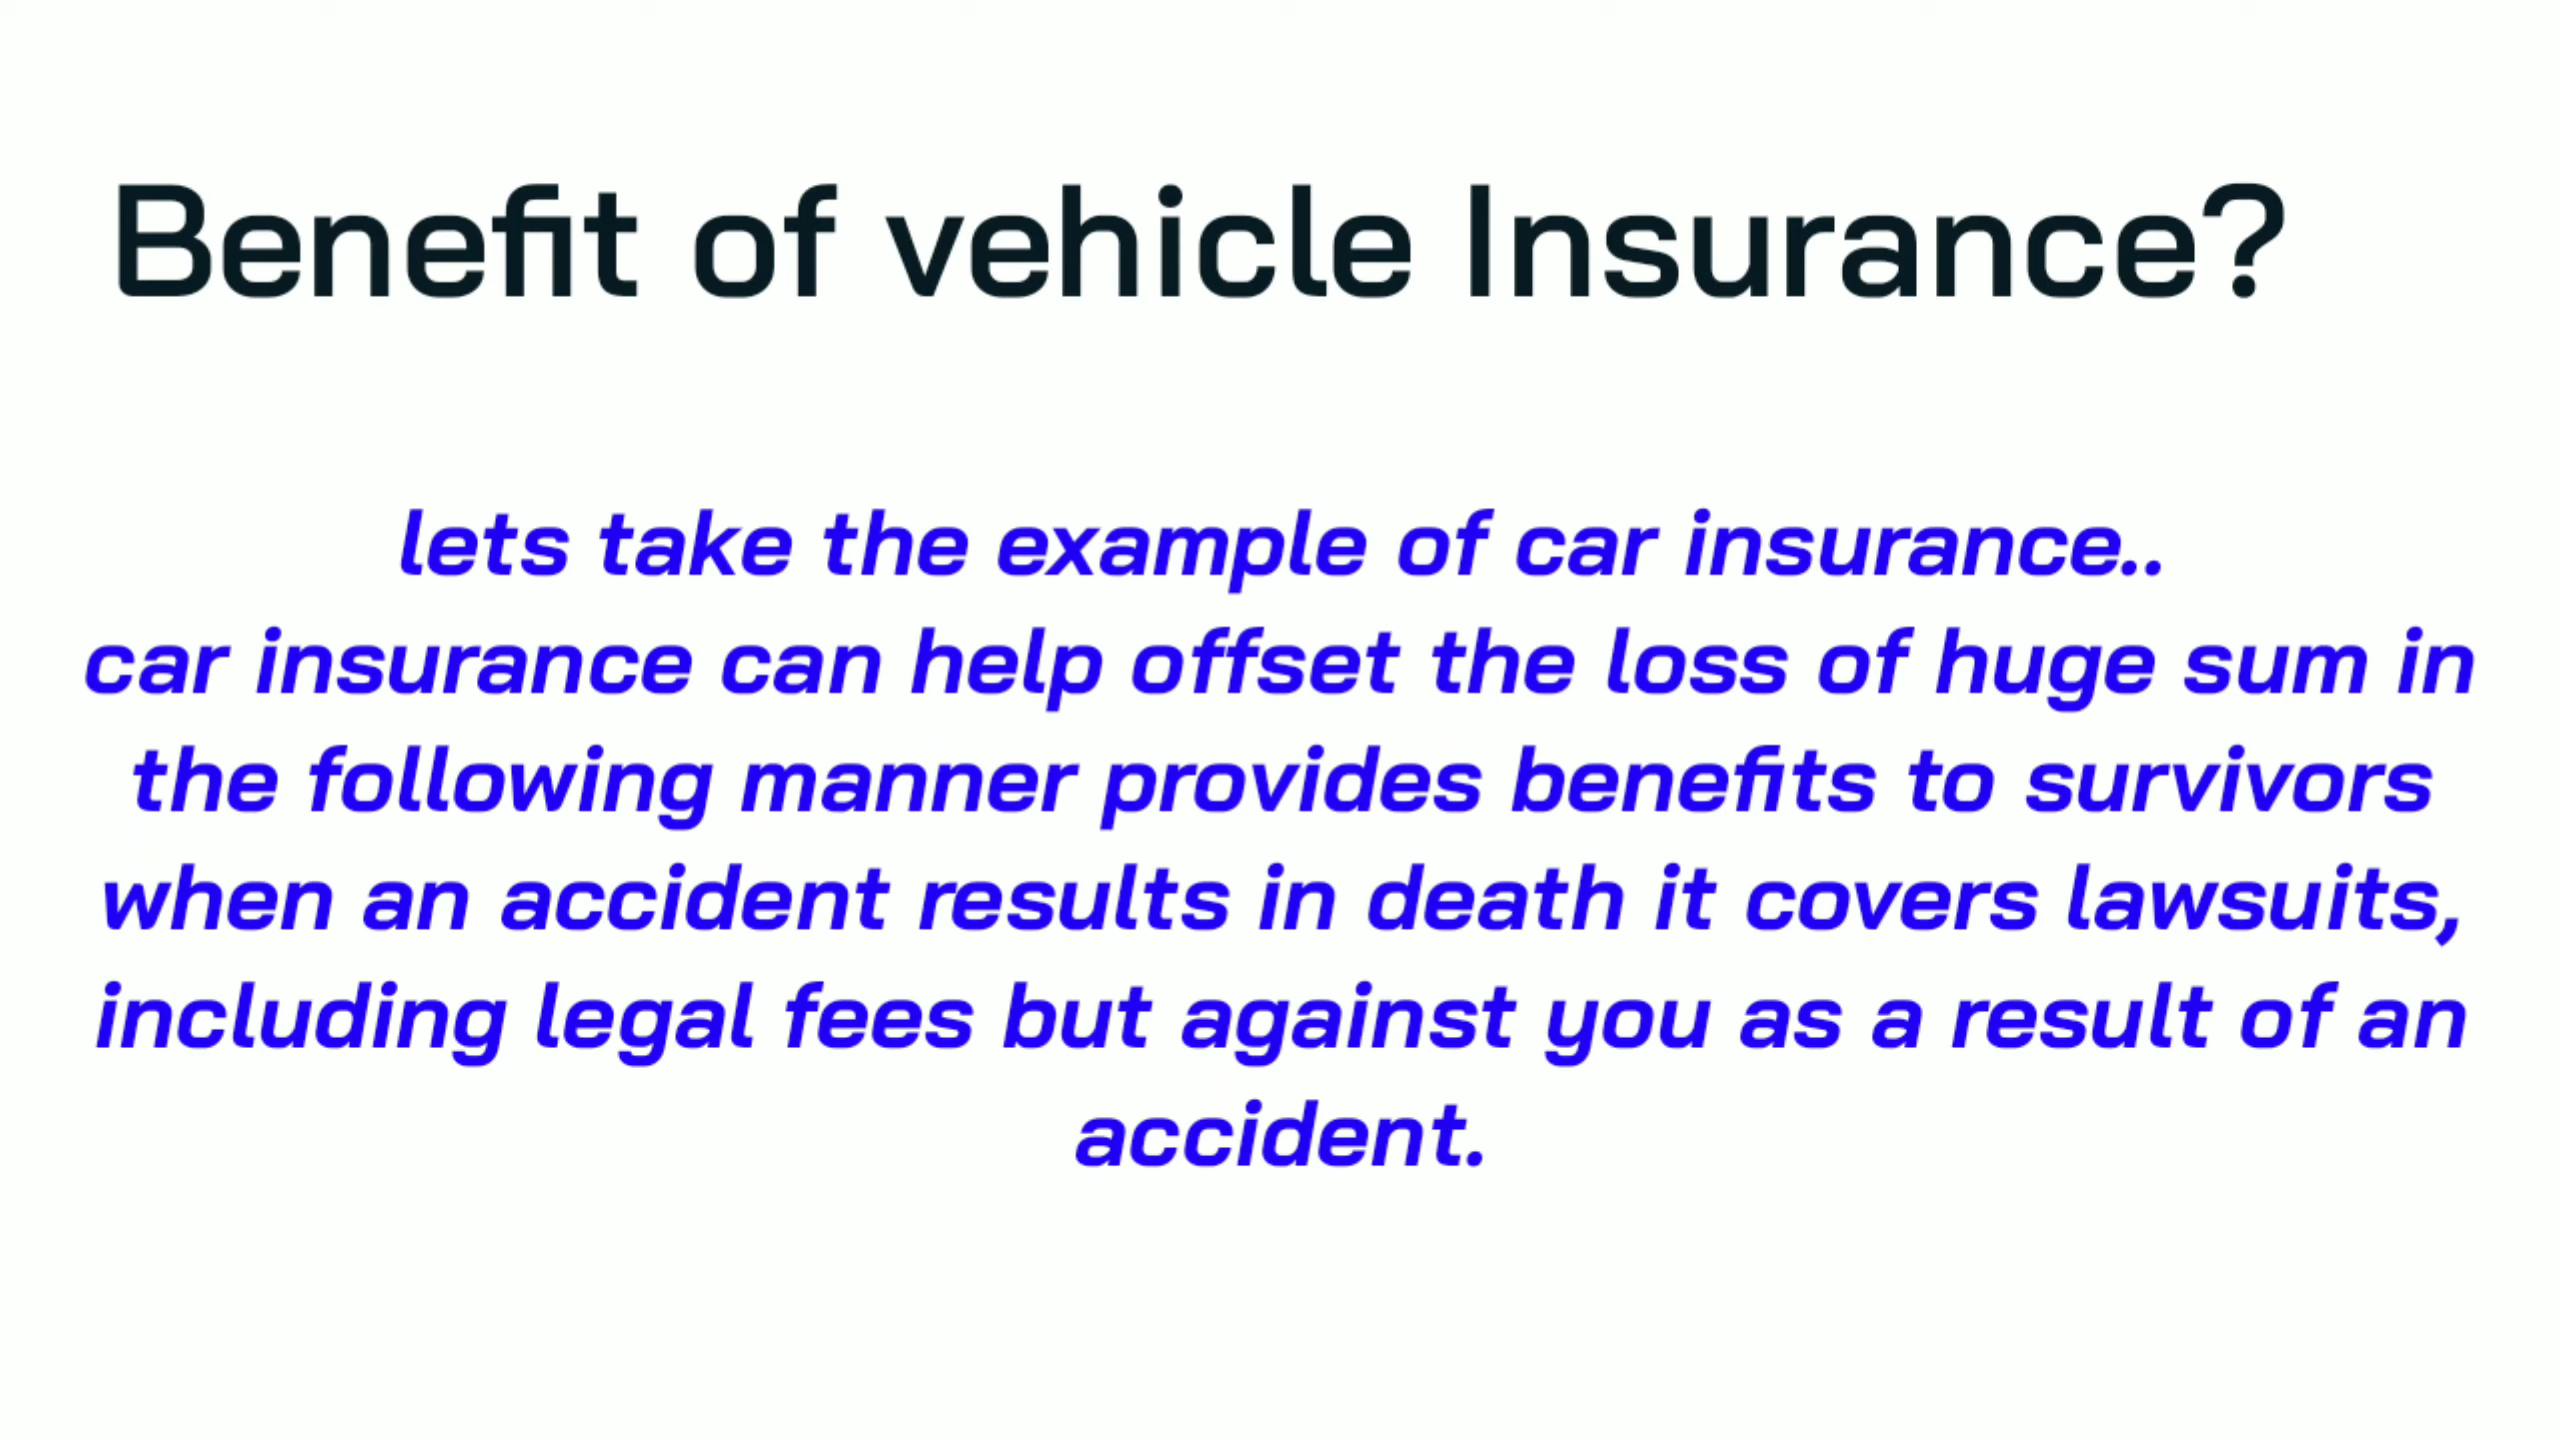 Benefit of vehicle Insurance?
lets take the example of car insurance..
car insurance can help offset the loss of huge sum in
the following manner provides benefits to survivors
when an accident results in death it covers lawsuits,
including legal fees but against you as a result of an
accident.